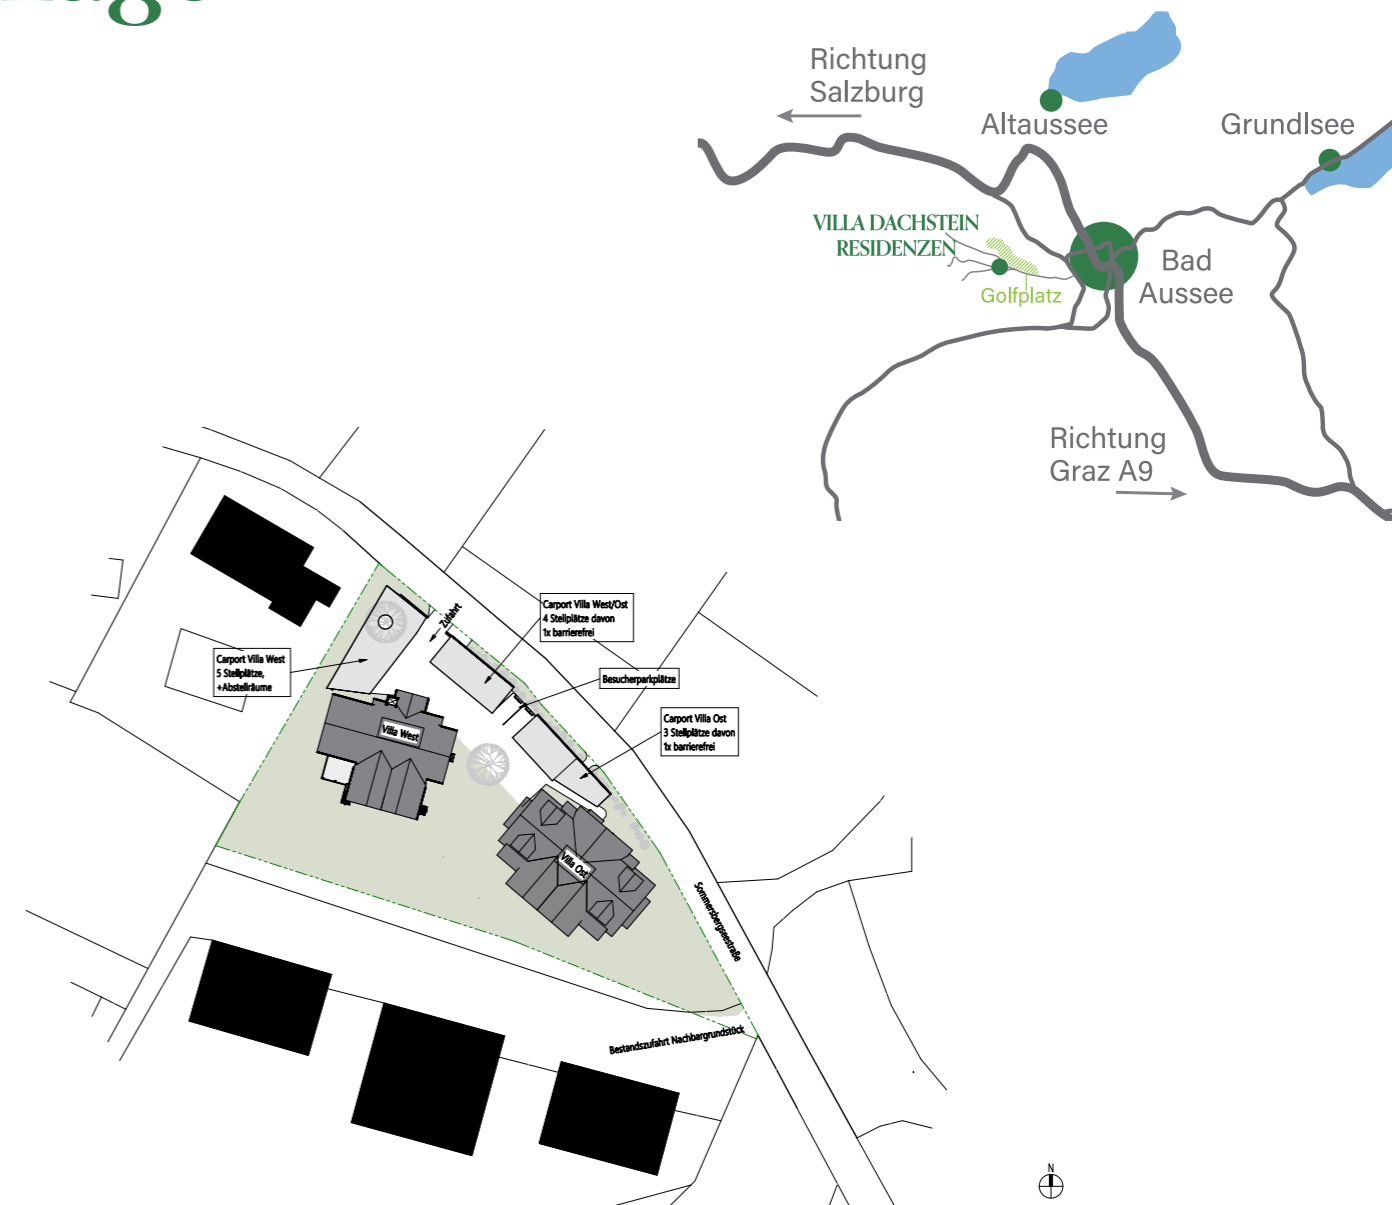 Richtung
Salzburg
Altaussee
Grundlsee
VILLA DACHSTEIN
RESIDENZEN
Golfplatz
Bad
Aussee
Richtung
Graz A9
Zufahrt
Carport Villa West/Ost
4 Stellplätze davon
1x barrierefrei
Carport Villa West
5 Stellplätze,
+Abstellräume
Besucherparkplätze
Carport Villa Ost
3 Stellplätze davon
1x barrierefrei
Villa West
Villa Ost
Sommersbergseestraße
Bestandszufahrt Nachbargrundstück
N